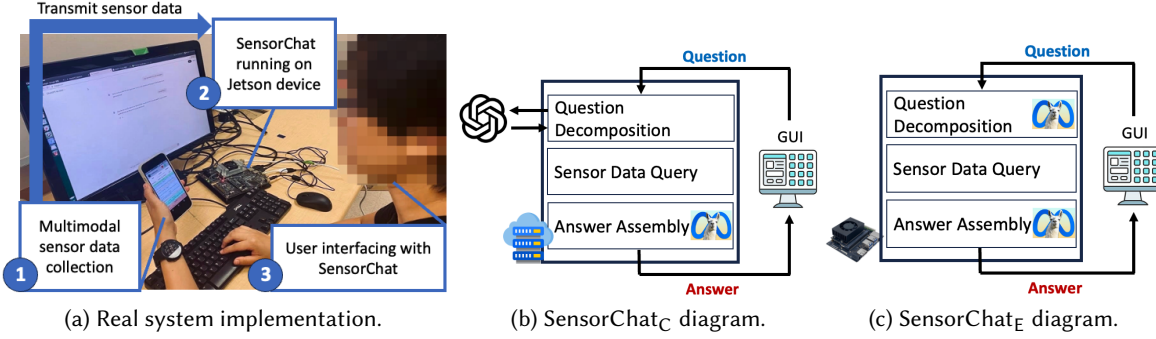 Transmit sensor data
SensorChat
running on
Jetson device
2
1
Multimodal
sensor data
collection
3
User interfacing with
SensorChat
(a) Real system implementation.
Question
Question
Decomposition
Sensor Data Query
Answer Assembly
GUI
Answer
(b) SensorChatC diagram.
Question
Question
Decomposition
Sensor Data Query
Answer Assembly
GUI
Answer
(c) SensorChatE diagram.